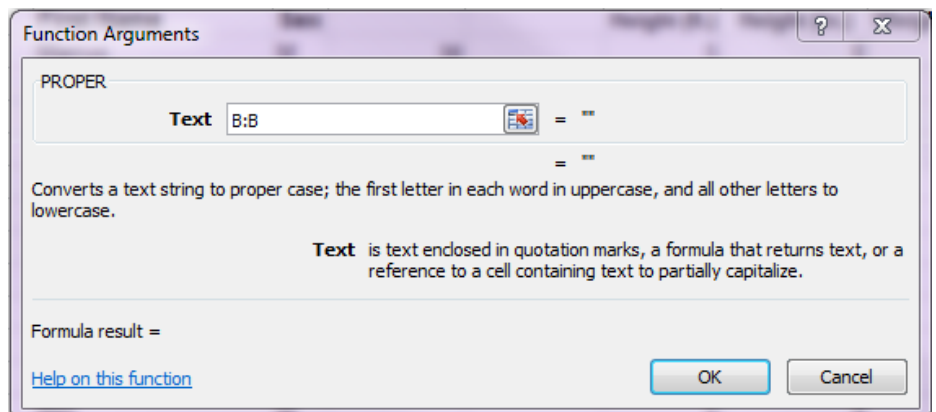 Function Arguments
PROPER
Text B:B = ""
= ""
Converts a text string to proper case; the first letter in each word in uppercase, and all other letters to
lowercase.
Text is text enclosed in quotation marks, a formula that returns text, or a
reference to a cell containing text to partially capitalize.
Formula result =
Help on this function
OK Cancel